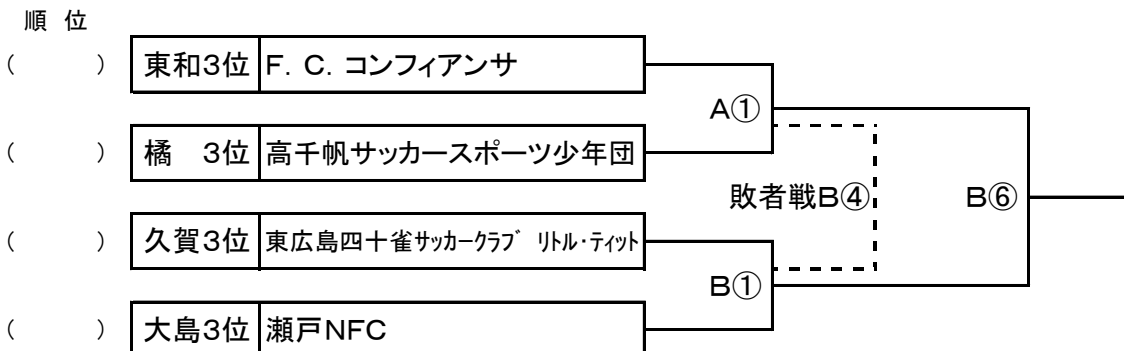 順 位
( ) 東和3位 F. C. コンフィアンサ
A①
( ) 橘 3位 高千帆サッカースポーツ少年団
敗者戦B④ B⑥
( ) 久賀3位 東広島四十雀ｻｯｶｰｸﾗﾌﾞ ﾘﾄﾙ･ﾃｨｯﾄ
B①
( ) 大島3位 瀬戸NFC